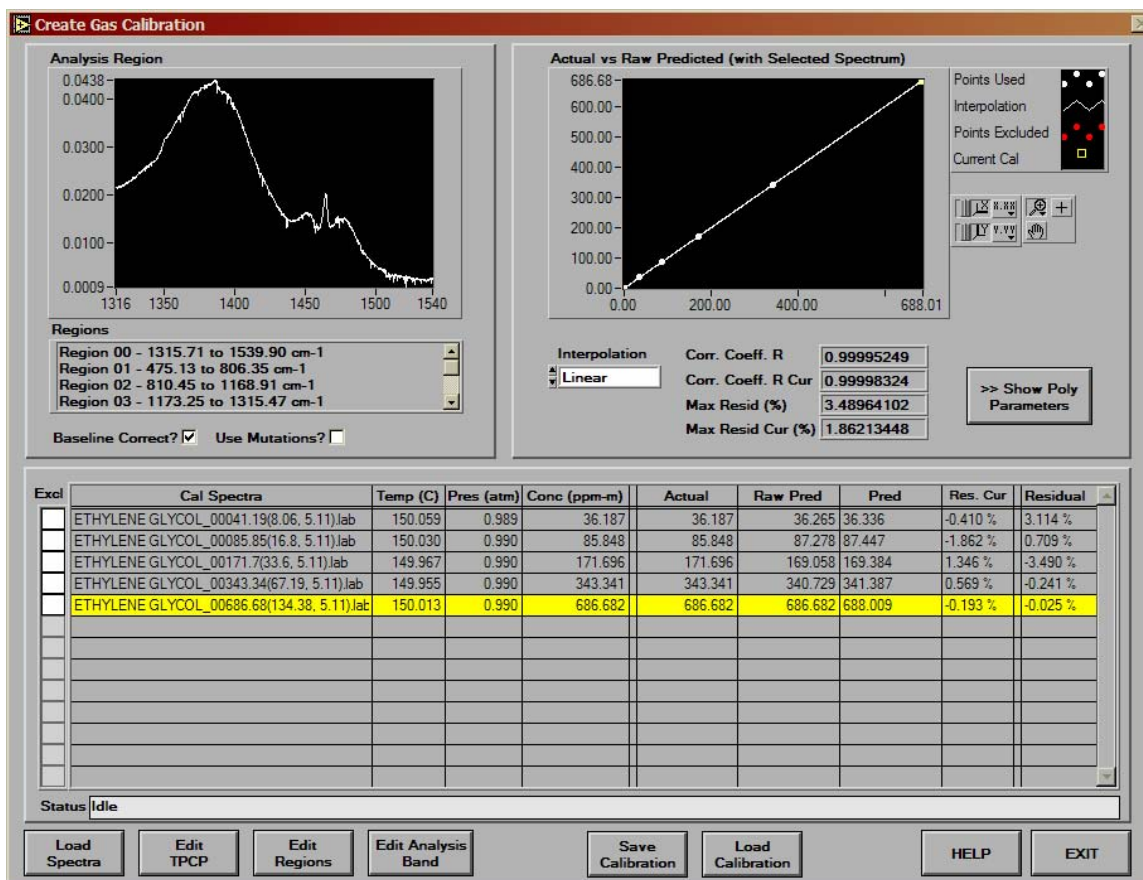 Create Gas Calibration
Analysis Region
0.0438
0.0400
0.0300
0.0200
0.0100
0.0009
1316 1350 1400 1450 1500 1540
Regions
Region 00 - 1315.71 to 1539.90 cm-1
Region 01 - 475.13 to 806.35 cm-1
Region 02 - 810.45 to 1168.91 cm-1
Region 03 - 1173.25 to 1315.47 cm-1
Baseline Correct? Use Mutations?
Actual vs Raw Predicted (with Selected Spectrum)
686.68
600.00
500.00
400.00
300.00
200.00
100.00
0.00
0.00 200.00 400.00 688.01
Points Used
Interpolation
Points Excluded
Current Cal
X X.XX
Y Y.YY
Interpolation
Linear
Corr. Coeff. R 0.99995249
Corr. Coeff. R Cur 0.99998324
Max Resid (%) 3.48964102
Max Resid Cur (%) 1.86213448
>> Show Poly
Parameters
Excl Cal Spectra Temp (C) Pres (atm) Conc (ppm-m) Actual Raw Pred Pred Res. Cur Residual
ETHYLENE GLYCOL_00041.19(8.06, 5.11).lab 150.059 0.989 36.187 36.187 36.265 36.336 -0.410 % 3.114 %
ETHYLENE GLYCOL_00085.85(16.8, 5.11).lab 150.030 0.990 85.848 85.848 87.278 87.447 -1.862 % 0.709 %
ETHYLENE GLYCOL_00171.7(33.6, 5.11).lab 149.967 0.990 171.696 171.696 169.058 169.384 1.346 % -3.490 %
ETHYLENE GLYCOL_00343.34(67.19, 5.11).lab 149.955 0.990 343.341 343.341 340.729 341.387 0.569 % -0.241 %
ETHYLENE GLYCOL_00686.68(134.38, 5.11).lab 150.013 0.990 686.682 686.682 686.682 688.009 -0.193 % -0.025 %
Status Idle
Load
Spectra
Edit
TPCP
Edit
Regions
Edit Analysis
Band
Save
Calibration
Load
Calibration
HELP
EXIT